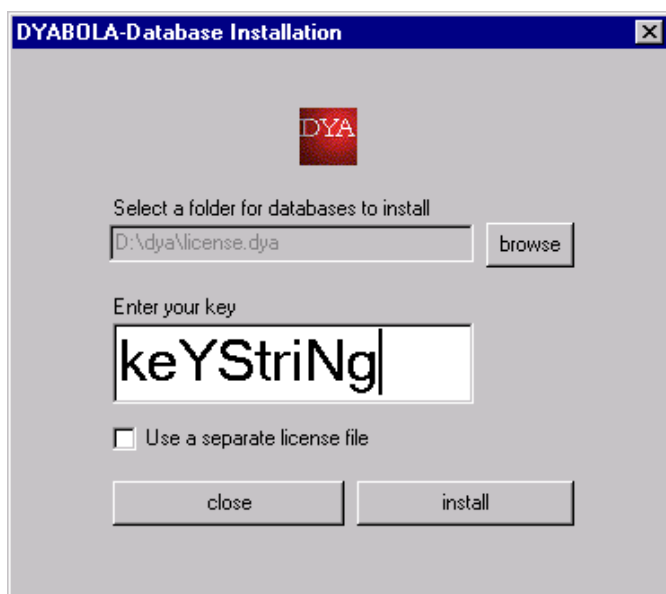 DYABOLA-Database Installation
DYA
Select a folder for databases to install
D:\dya\license.dya
browse
Enter your key
keYStriNg
Use a separate license file
close
install